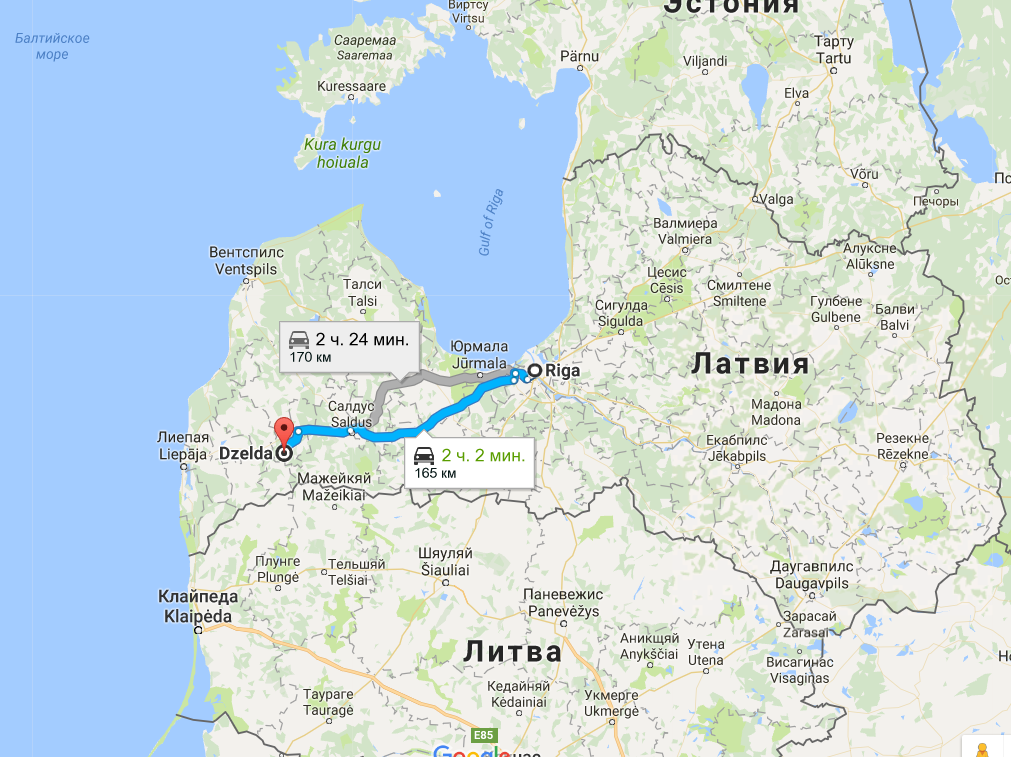 Эстония
Виртсу
Virtsu
Балтийское
море
Сааремаа
Saaremaa
Kuressaare
Pärnu
Viljandi
Тарту
Tartu
Elva
Kura kurgu
hoiuala
Võru
Valga
Печоры
Gulf of Riga
Валмиера
Valmiera
Алуксне
Alūksne
Вентспилс
Ventspils
Талси
Talsi
Цесис
Cēsis
Смилтене
Smiltene
Сигулда
Sigulda
Гулбене
Gulbene
Балви
Balvi
2 ч. 24 мин.
170 км
Юрмала
Jūrmala
Riga
Латвия
Салдус
Saldus
Мадона
Madona
Лиепая
Liepāja
Dzelda
2 ч. 2 мин.
165 км
Екабпилс
Jēkabpils
Резекне
Rēzekne
Мажейкяй
Mažeikiai
Плунге
Plungė
Тельшяй
Telšiai
Шяуляй
Šiauliai
Даугавпилс
Daugavpils
Клайпеда
Klaipėda
Паневежис
Panevėžys
Зарасай
Zarasai
Литва
Аникщяй
Anykščiai
Утена
Utena
Висагинас
Visaginas
Таураге
Tauragė
Кедайняй
Kėdainiai
Укмерге
Ukmergė
E85
Google